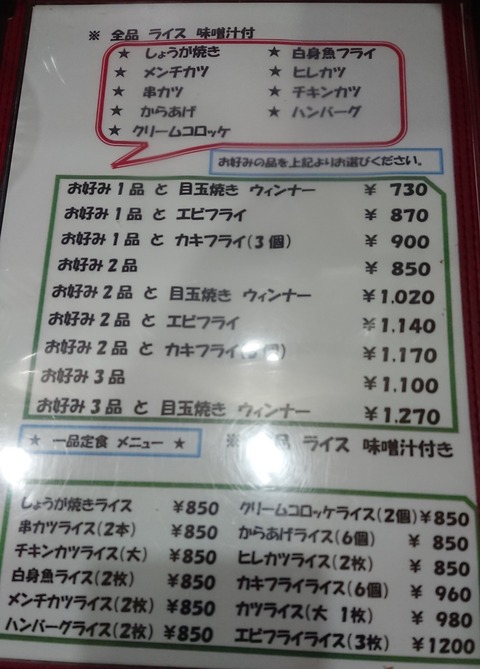 ※ 全品 ライス 味噌汁付
★ しょうが焼き ★ 白身魚フライ
★ メンチカツ ★ ヒレカツ
★ 串カツ ★ チキンカツ
★ からあげ ★ ハンバーグ
★ クリームコロッケ
お好みの品を上記よりお選びください。
お好み1品 と 目玉焼き ウィンナー ¥ 730
お好み1品 と エビフライ ¥ 870
お好み1品 と カキフライ(3個) ¥ 900
お好み2品 ¥ 850
お好み2品 と 目玉焼き ウィンナー ¥1,020
お好み2品 と エビフライ ¥1,140
お好み2品 と カキフライ( 個) ¥1,170
お好み3品 ¥1,100
お好み3品 と 目玉焼き ウィンナー ¥1,270
★ 一品定食 メニュー ★ ※ 品 ライス 味噌汁付き
しょうが焼きライス ¥850 クリームコロッケライス(2個)¥850
串カツライス(2本) ¥850 からあげライス(6個) ¥ 850
チキンカツライス(大) ¥850 ヒレカツライス(2枚) ¥ 850
白身魚ライス(2枚) ¥850 カキフライライス(6個) ¥ 960
メンチカツライス(2枚) ¥850 カツライス(大 1枚) ¥ 980
ハンバーグライス(2枚) ¥850 エビフライライス(3枚) ¥1200